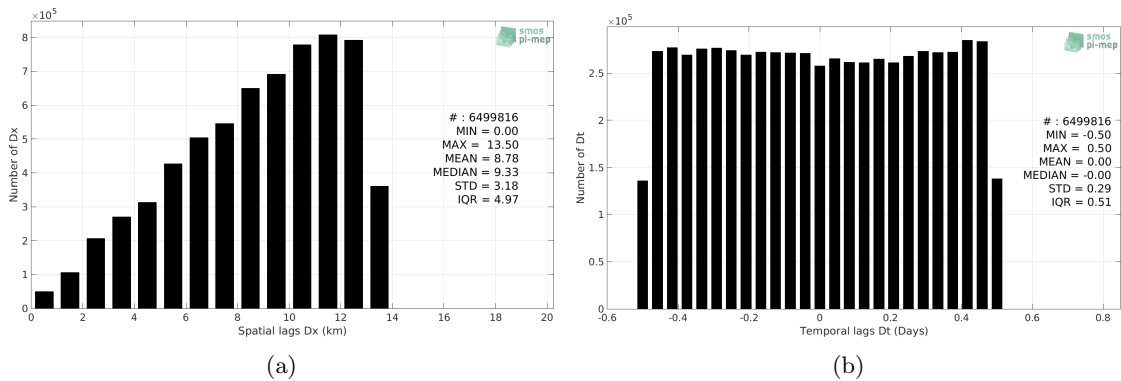 ×10⁵
8
7
6
5
4
3
2
1
0
Number of Dx
smos
pi-mep
# : 6499816
MIN = 0.00
MAX = 13.50
MEAN = 8.78
MEDIAN = 9.33
STD = 3.18
IQR = 4.97
0 2 4 6 8 10 12 14 16 18 20
Spatial lags Dx (km)
(a)
×10⁵
2.5
2
1.5
1
0.5
0
Number of Dt
smos
pi-mep
# : 6499816
MIN = -0.50
MAX = 0.50
MEAN = 0.00
MEDIAN = -0.00
STD = 0.29
IQR = 0.51
-0.6 -0.4 -0.2 0 0.2 0.4 0.6 0.8
Temporal lags Dt (Days)
(b)